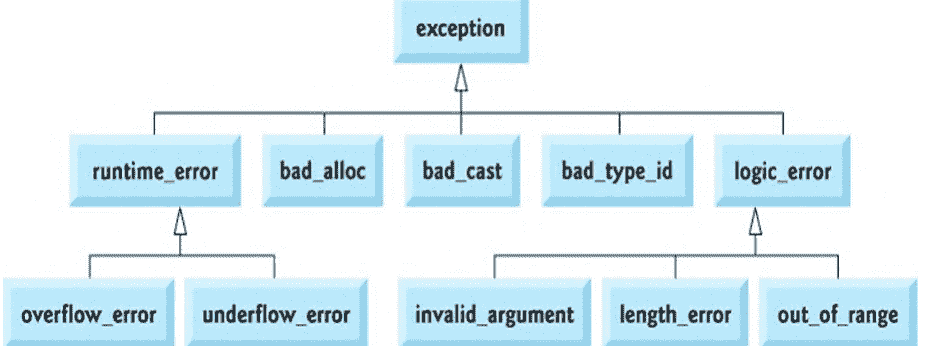 exception
runtime_error bad_alloc bad_cast bad_type_id logic_error
overflow_error underflow_error invalid_argument length_error out_of_range